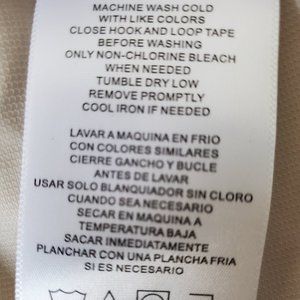 MACHINE WASH COLD
WITH LIKE COLORS
CLOSE HOOK AND LOOP TAPE
BEFORE WASHING
ONLY NON-CHLORINE BLEACH
WHEN NEEDED
TUMBLE DRY LOW
REMOVE PROMPTLY
COOL IRON IF NEEDED
LAVAR A MAQUINA EN FRIO
CON COLORES SIMILARES
CIERRE GANCHO Y BUCLE
ANTES DE LAVAR
USAR SOLO BLANQUIADOR SIN CLORO
CUANDO SEA NECESARIO
SECAR EN MAQUINA A
TEMPERATURA BAJA
SACAR INMEDIATAMENTE
PLANCHAR CON UNA PLANCHA FRIA
SI ES NECESARIO